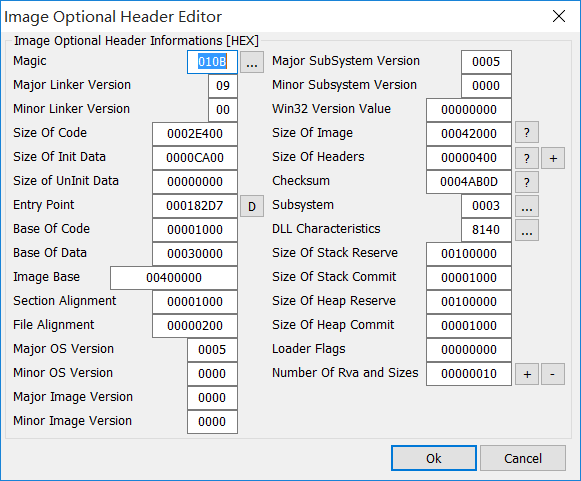 Image Optional Header Editor
Image Optional Header Informations [HEX]
Magic 010B ...
Major Linker Version 09
Minor Linker Version 00
Size Of Code 0002E400
Size Of Init Data 0000CA00
Size of UnInit Data 00000000
Entry Point 000182D7 D
Base Of Code 00001000
Base Of Data 00030000
Image Base 00400000
Section Alignment 00001000
File Alignment 00000200
Major OS Version 0005
Minor OS Version 0000
Major Image Version 0000
Minor Image Version 0000
Major SubSystem Version 0005
Minor Subsystem Version 0000
Win32 Version Value 00000000
Size Of Image 00042000 ?
Size Of Headers 00000400 ? +
Checksum 0004AB0D ?
Subsystem 0003 ...
DLL Characteristics 8140 ...
Size Of Stack Reserve 00100000
Size Of Stack Commit 00001000
Size Of Heap Reserve 00100000
Size Of Heap Commit 00001000
Loader Flags 00000000
Number Of Rva and Sizes 00000010 + -
Ok Cancel